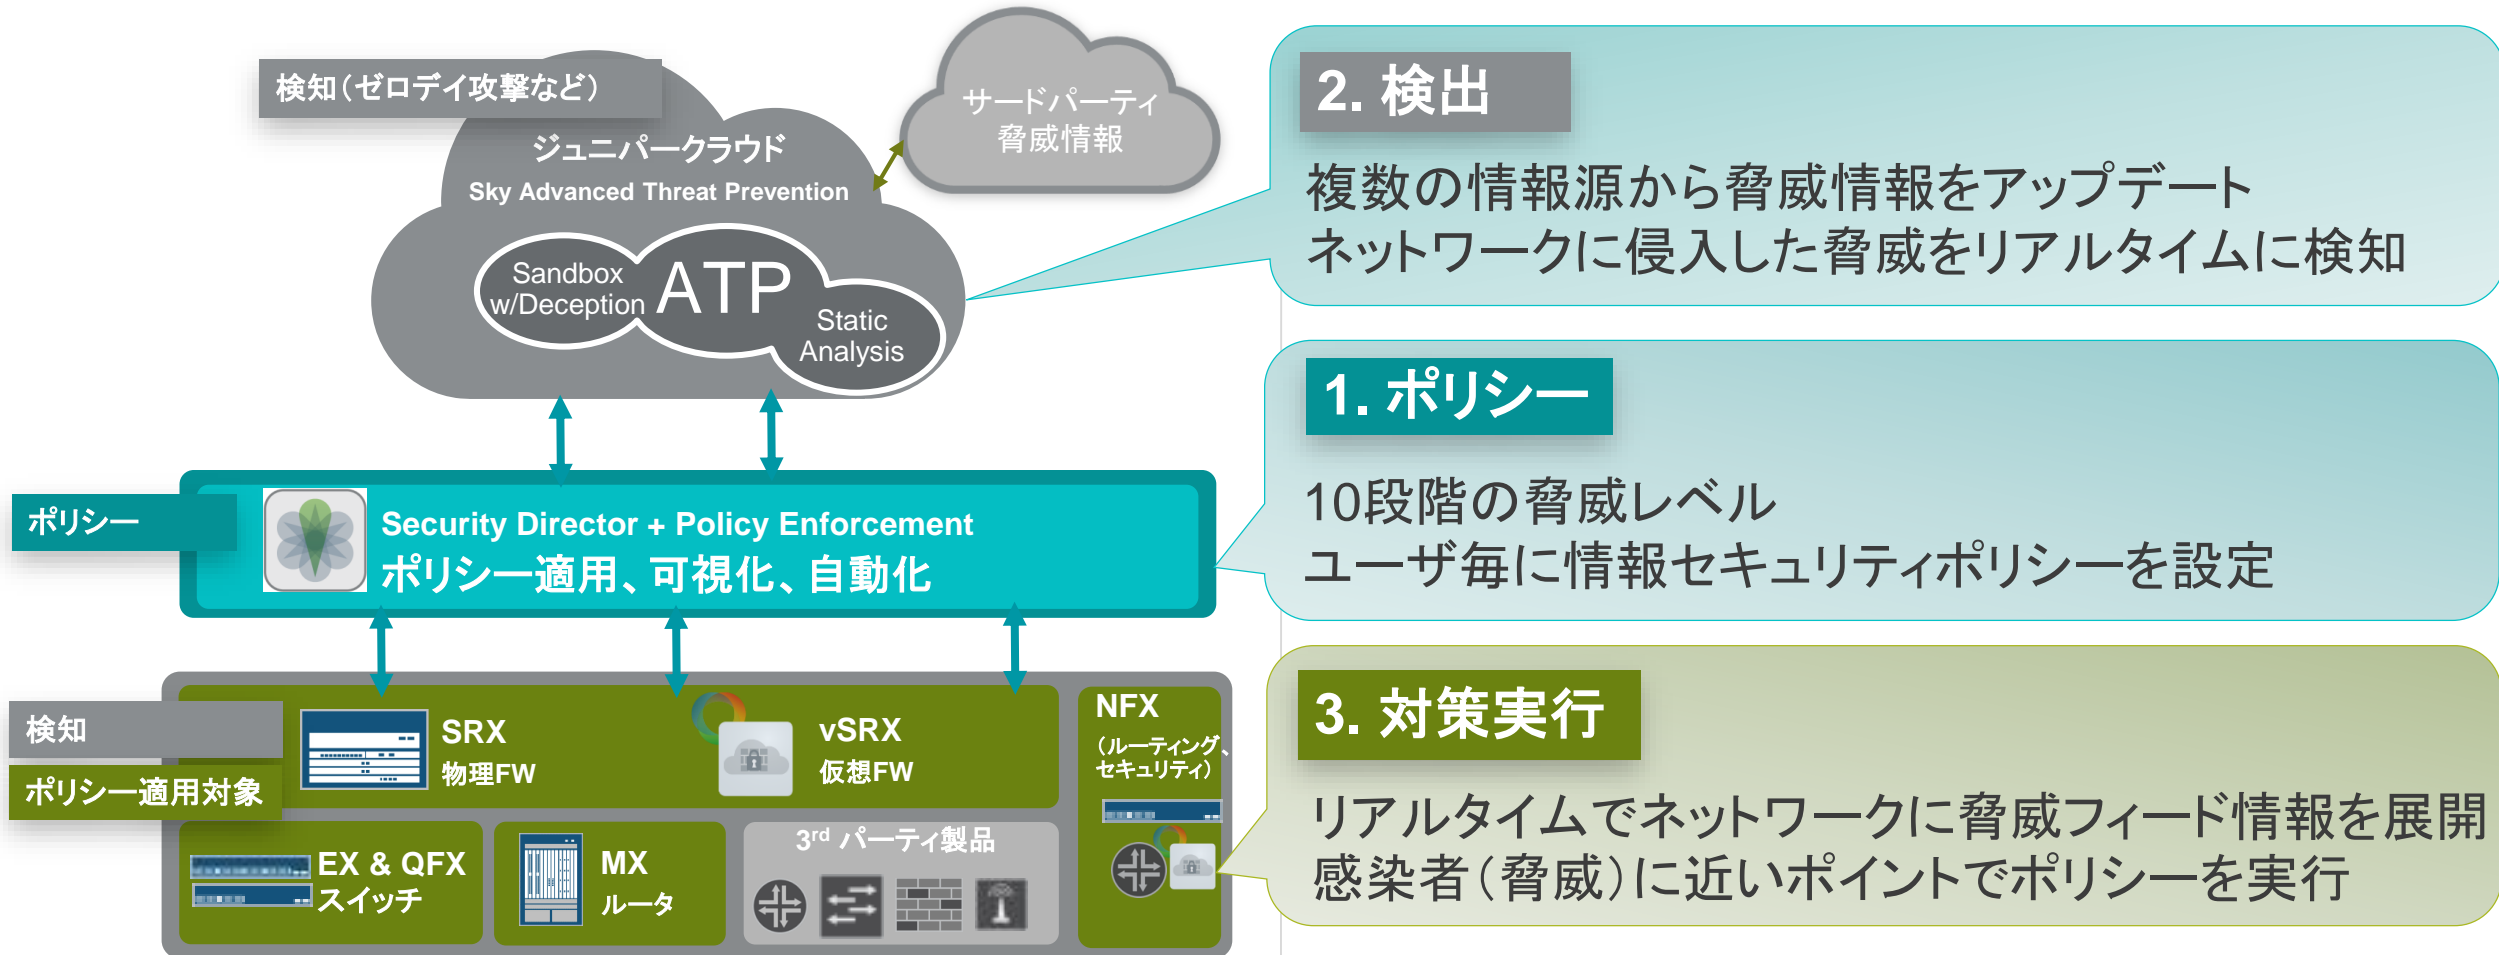 検知（ゼロデイ攻撃など）
ジュニパークラウド
Sky Advanced Threat Prevention
Sandbox
w/Deception
ATP
Static
Analysis
サードパーティ
脅威情報
2. 検出
複数の情報源から脅威情報をアップデート
ネットワークに侵入した脅威をリアルタイムに検知
ポリシー
Security Director + Policy Enforcement
ポリシー適用、可視化、自動化
1. ポリシー
10段階の脅威レベル
ユーザ毎に情報セキュリティポリシーを設定
検知
ポリシー適用対象
SRX
物理FW
vSRX
仮想FW
NFX
（ルーティング、
セキュリティ）
EX & QFX
スイッチ
MX
ルータ
3rd パーティ製品
3. 対策実行
リアルタイムでネットワークに脅威フィード情報を展開
感染者（脅威）に近いポイントでポリシーを実行